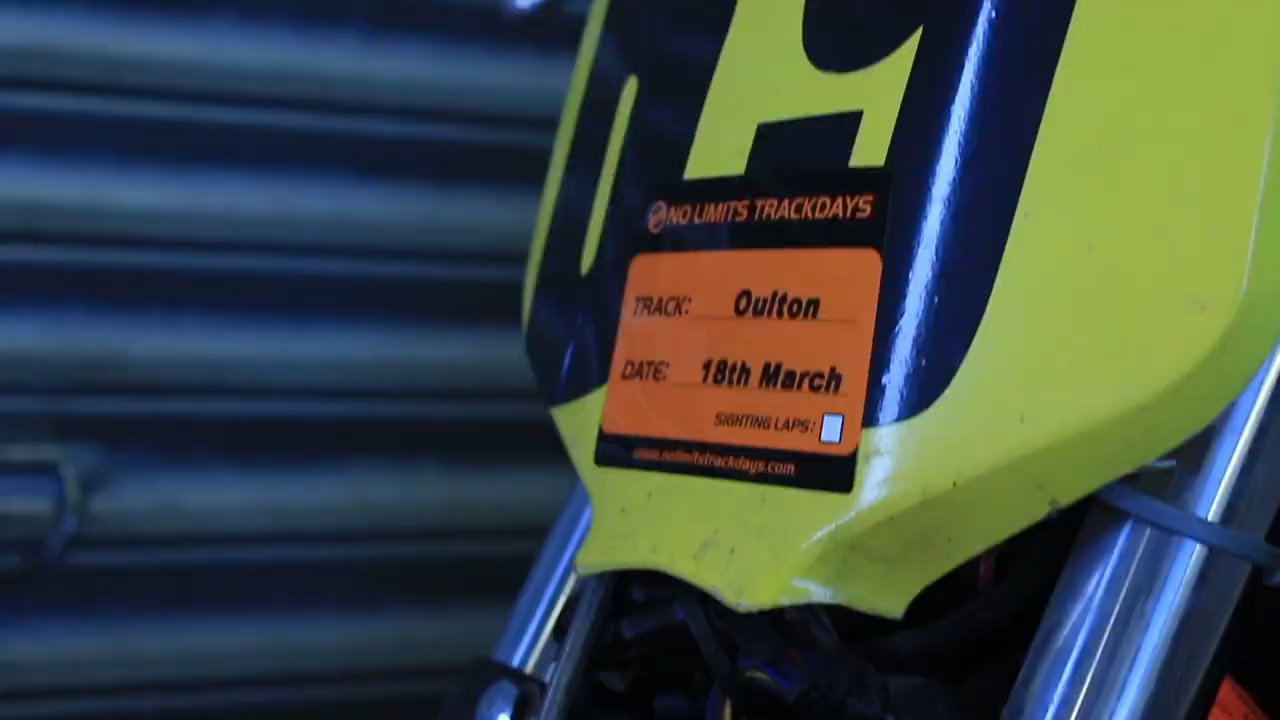 NO LIMITS TRACKDAYS
TRACK: Oulton
DATE: 18th March
SIGHTING LAPS:
www.nolimitstrackdays.com